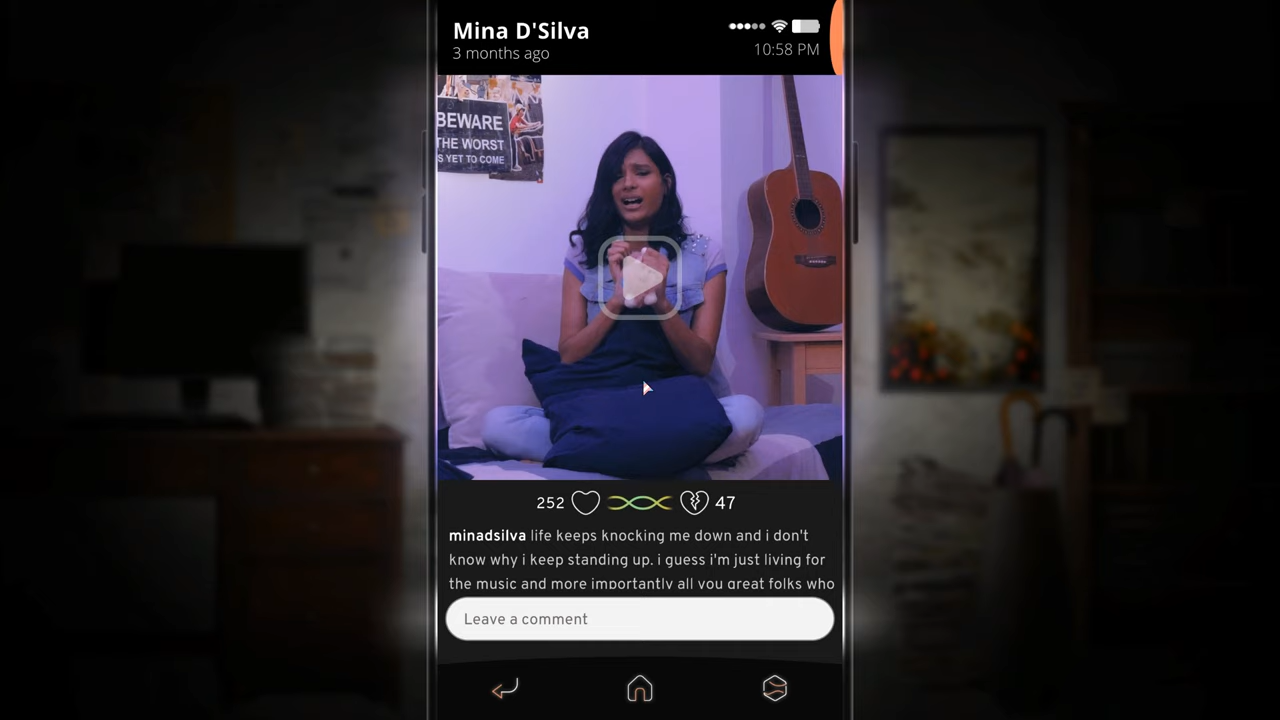 Mina D'Silva
3 months ago
10:58 PM
BEWARE
THE WORST
S YET TO COME
252
47
minadsilva life keeps knocking me down and i don't
know why i keep standing up. i guess i'm just living for
the music and more importantly all you great folks who
Leave a comment